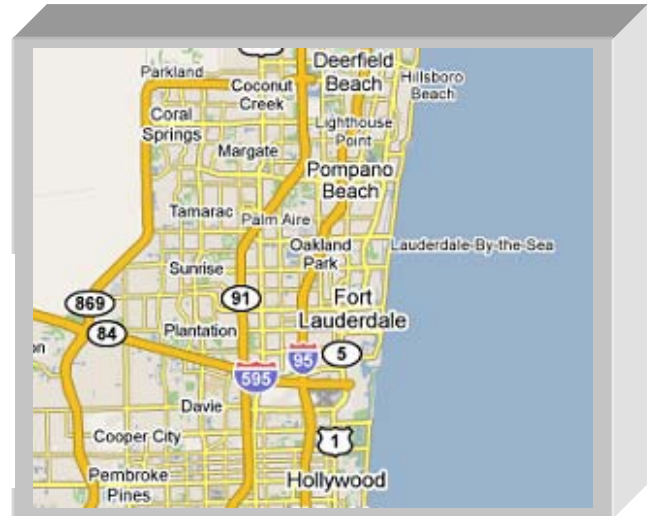 Deerfield
Beach
Parkland
Hillsboro
Beach
Coconut
Creek
Coral
Springs
Lighthouse
Point
Margate
Pompano
Beach
Tamarac
Palm Aire
Oakland
Park
Lauderdale-By-the-Sea
Sunrise
869
91
Fort
Lauderdale
84
Plantation
5
95
595
Davie
Cooper City
1
Pembroke
Pines
Hollywood